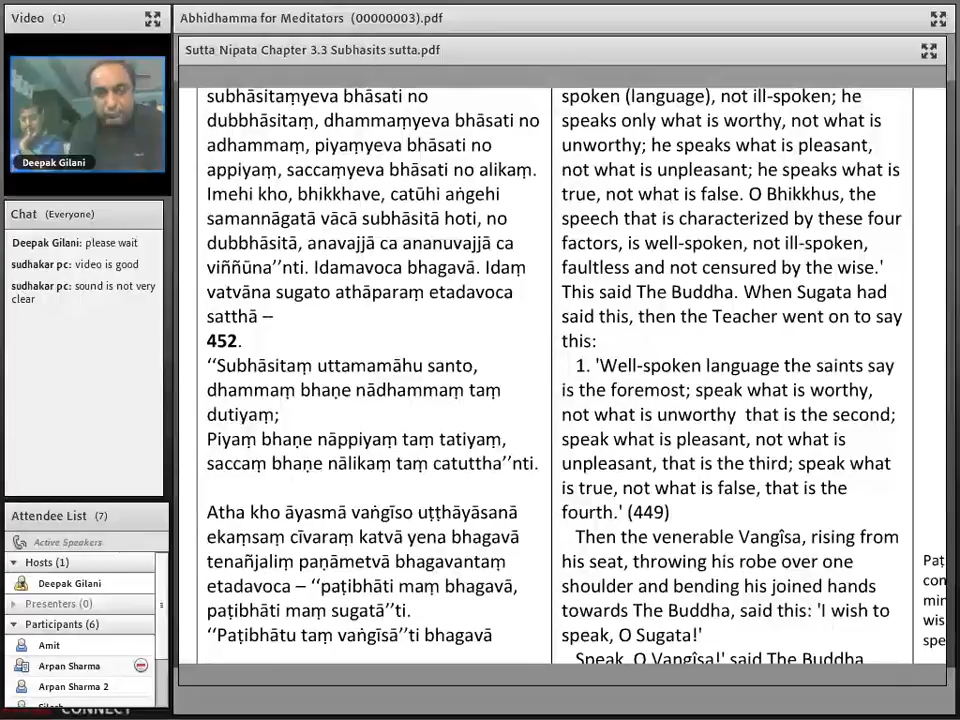 Video (1)
Deepak Gilani
Chat (Everyone)
Deepak Gilani: please wait
sudhakar pc: video is good
sudhakar pc: sound is not very
clear
Attendee List (7)
Active Speakers
Hosts (1)
Deepak Gilani
Presenters (0)
Participants (6)
Amit
Arpan Sharma
Arpan Sharma 2
CONNECT
Abhidhamma for Meditators (00000003).pdf
Sutta Nipata Chapter 3.3 Subhasits sutta.pdf
subhāsitaṃyeva bhāsati no
dubbhāsitaṃ, dhammaṃyeva bhāsati no
adhammaṃ, piyaṃyeva bhāsati no
appiyaṃ, saccaṃyeva bhāsati no alikaṃ.
Imehi kho, bhikkhave, catūhi aṅgehi
samannāgatā vācā subhāsitā hoti, no
dubbhāsitā, anavajjā ca ananuvajjā ca
viññūna’’nti. Idamavoca bhagavā. Idaṃ
vatvāna sugato athāparaṃ etadavoca
satthā –
452.
‘‘Subhāsitaṃ uttamamāhu santo,
dhammaṃ bhaṇe nādhammaṃ taṃ
dutiyaṃ;
Piyaṃ bhaṇe nāppiyaṃ taṃ tatiyaṃ,
saccaṃ bhaṇe nālikaṃ taṃ catuttha’’nti.
Atha kho āyasmā vaṅgīso uṭṭhāyāsanā
ekaṃsaṃ cīvaraṃ katvā yena bhagavā
tenañjaliṃ paṇāmetvā bhagavantaṃ
etadavoca – ‘‘paṭibhāti maṃ bhagavā,
paṭibhāti maṃ sugatā’’ti.
‘‘Paṭibhātu taṃ vaṅgīsā’’ti bhagavā
spoken (language), not ill-spoken; he
speaks only what is worthy, not what is
unworthy; he speaks what is pleasant,
not what is unpleasant; he speaks what is
true, not what is false. O Bhikkhus, the
speech that is characterized by these four
factors, is well-spoken, not ill-spoken,
faultless and not censured by the wise.'
This said The Buddha. When Sugata had
said this, then the Teacher went on to say
this:
1. 'Well-spoken language the saints say
is the foremost; speak what is worthy,
not what is unworthy that is the second;
speak what is pleasant, not what is
unpleasant, that is the third; speak what
is true, not what is false, that is the
fourth.' (449)
Then the venerable Vangîsa, rising from
his seat, throwing his robe over one
shoulder and bending his joined hands
towards The Buddha, said this: 'I wish to
speak, O Sugata!'
Speak, O Vangîsa!' said The Buddha
Paṭ
con
min
wis
spe